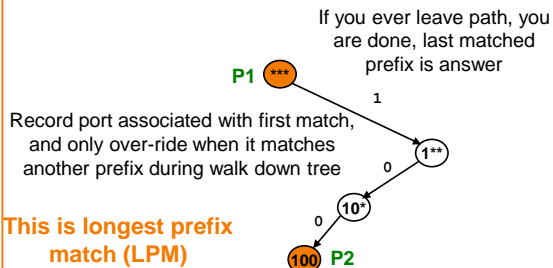 If you ever leave path, you
are done, last matched
prefix is answer
P1
***
1
Record port associated with first match,
and only over-ride when it matches
another prefix during walk down tree
1**
0
10*
0
This is longest prefix
match (LPM)
100
P2